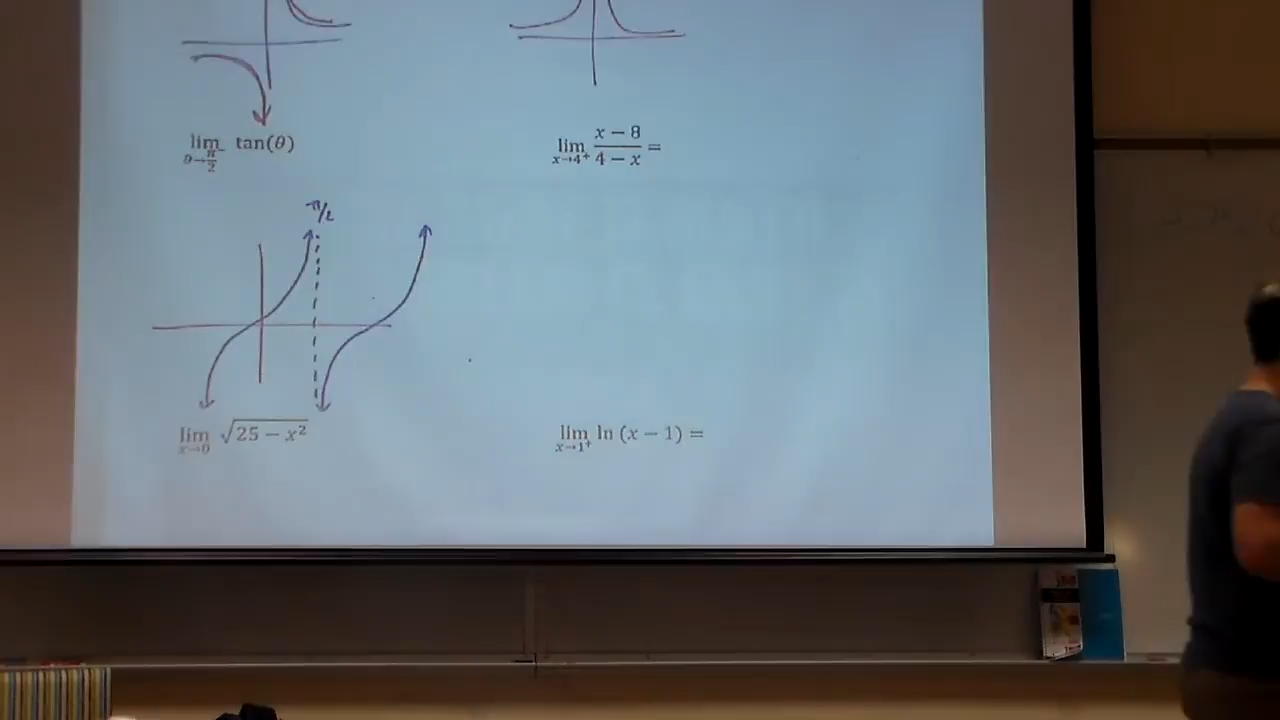 lim θ→π/2⁻ tan(θ)
lim x→4⁺ (x − 8)/(4 − x) =
π/2
lim x→0 √(25 − x²)
lim x→1⁺ ln (x − 1) =